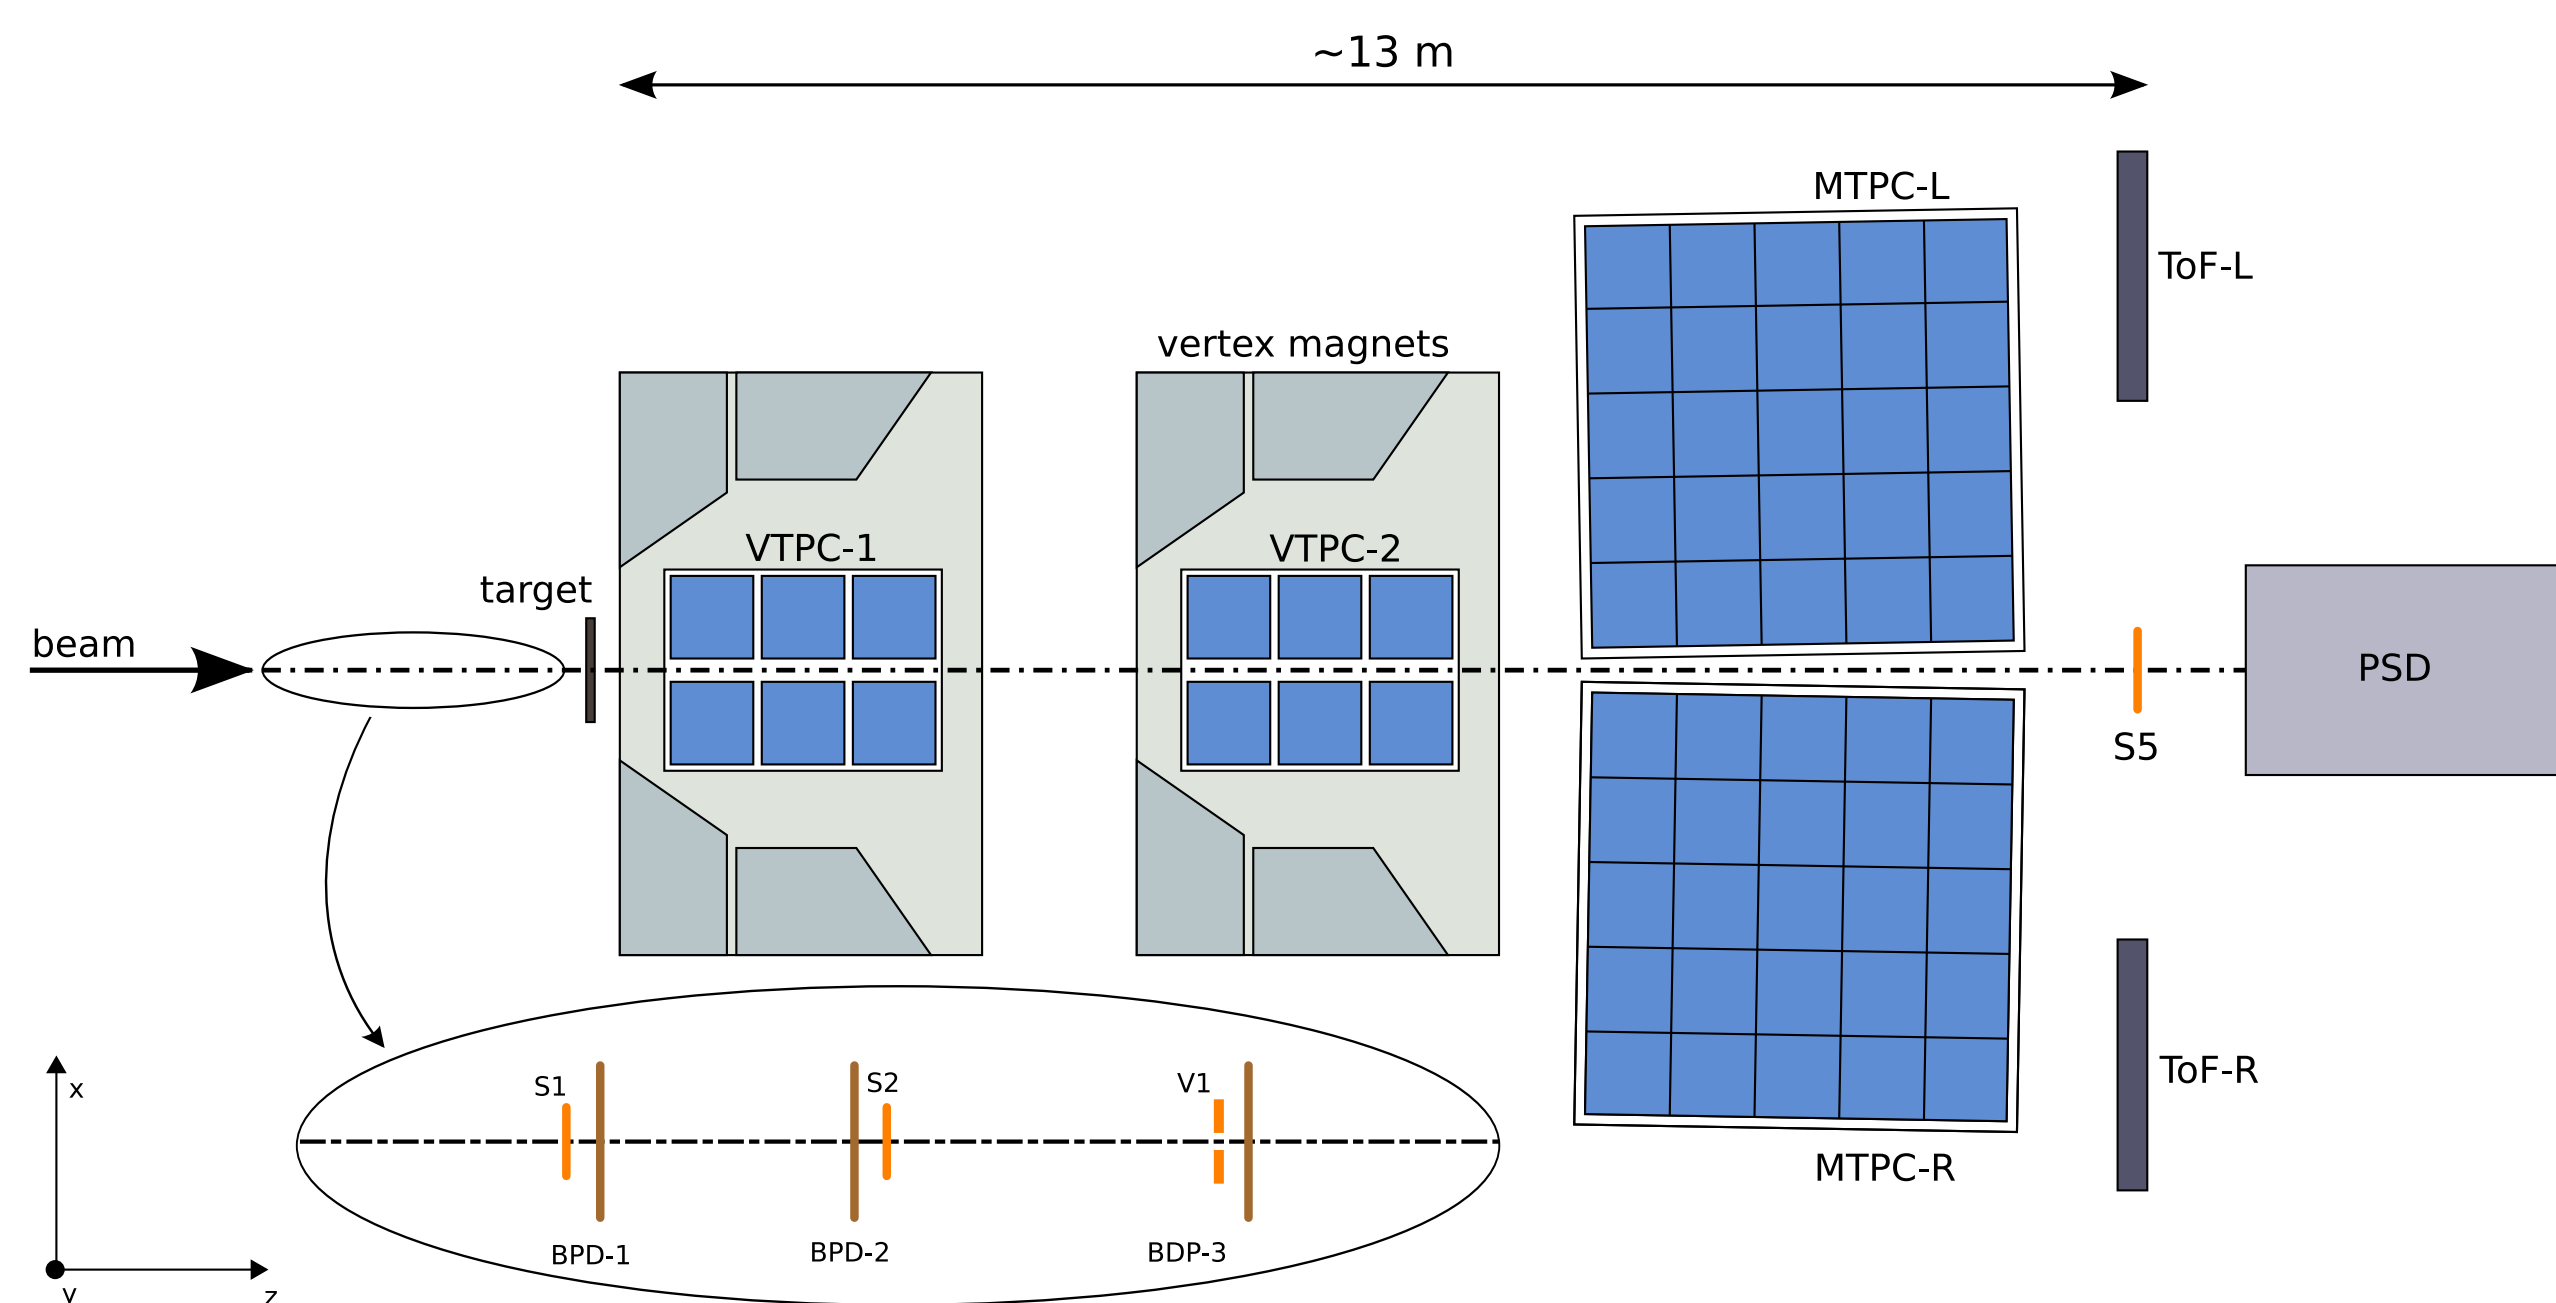 ~13 m
MTPC-L
ToF-L
vertex magnets
VTPC-1
VTPC-2
target
beam
PSD
S5
S1
S2
V1
x
ToF-R
MTPC-R
BPD-1
BPD-2
BDP-3
y
z